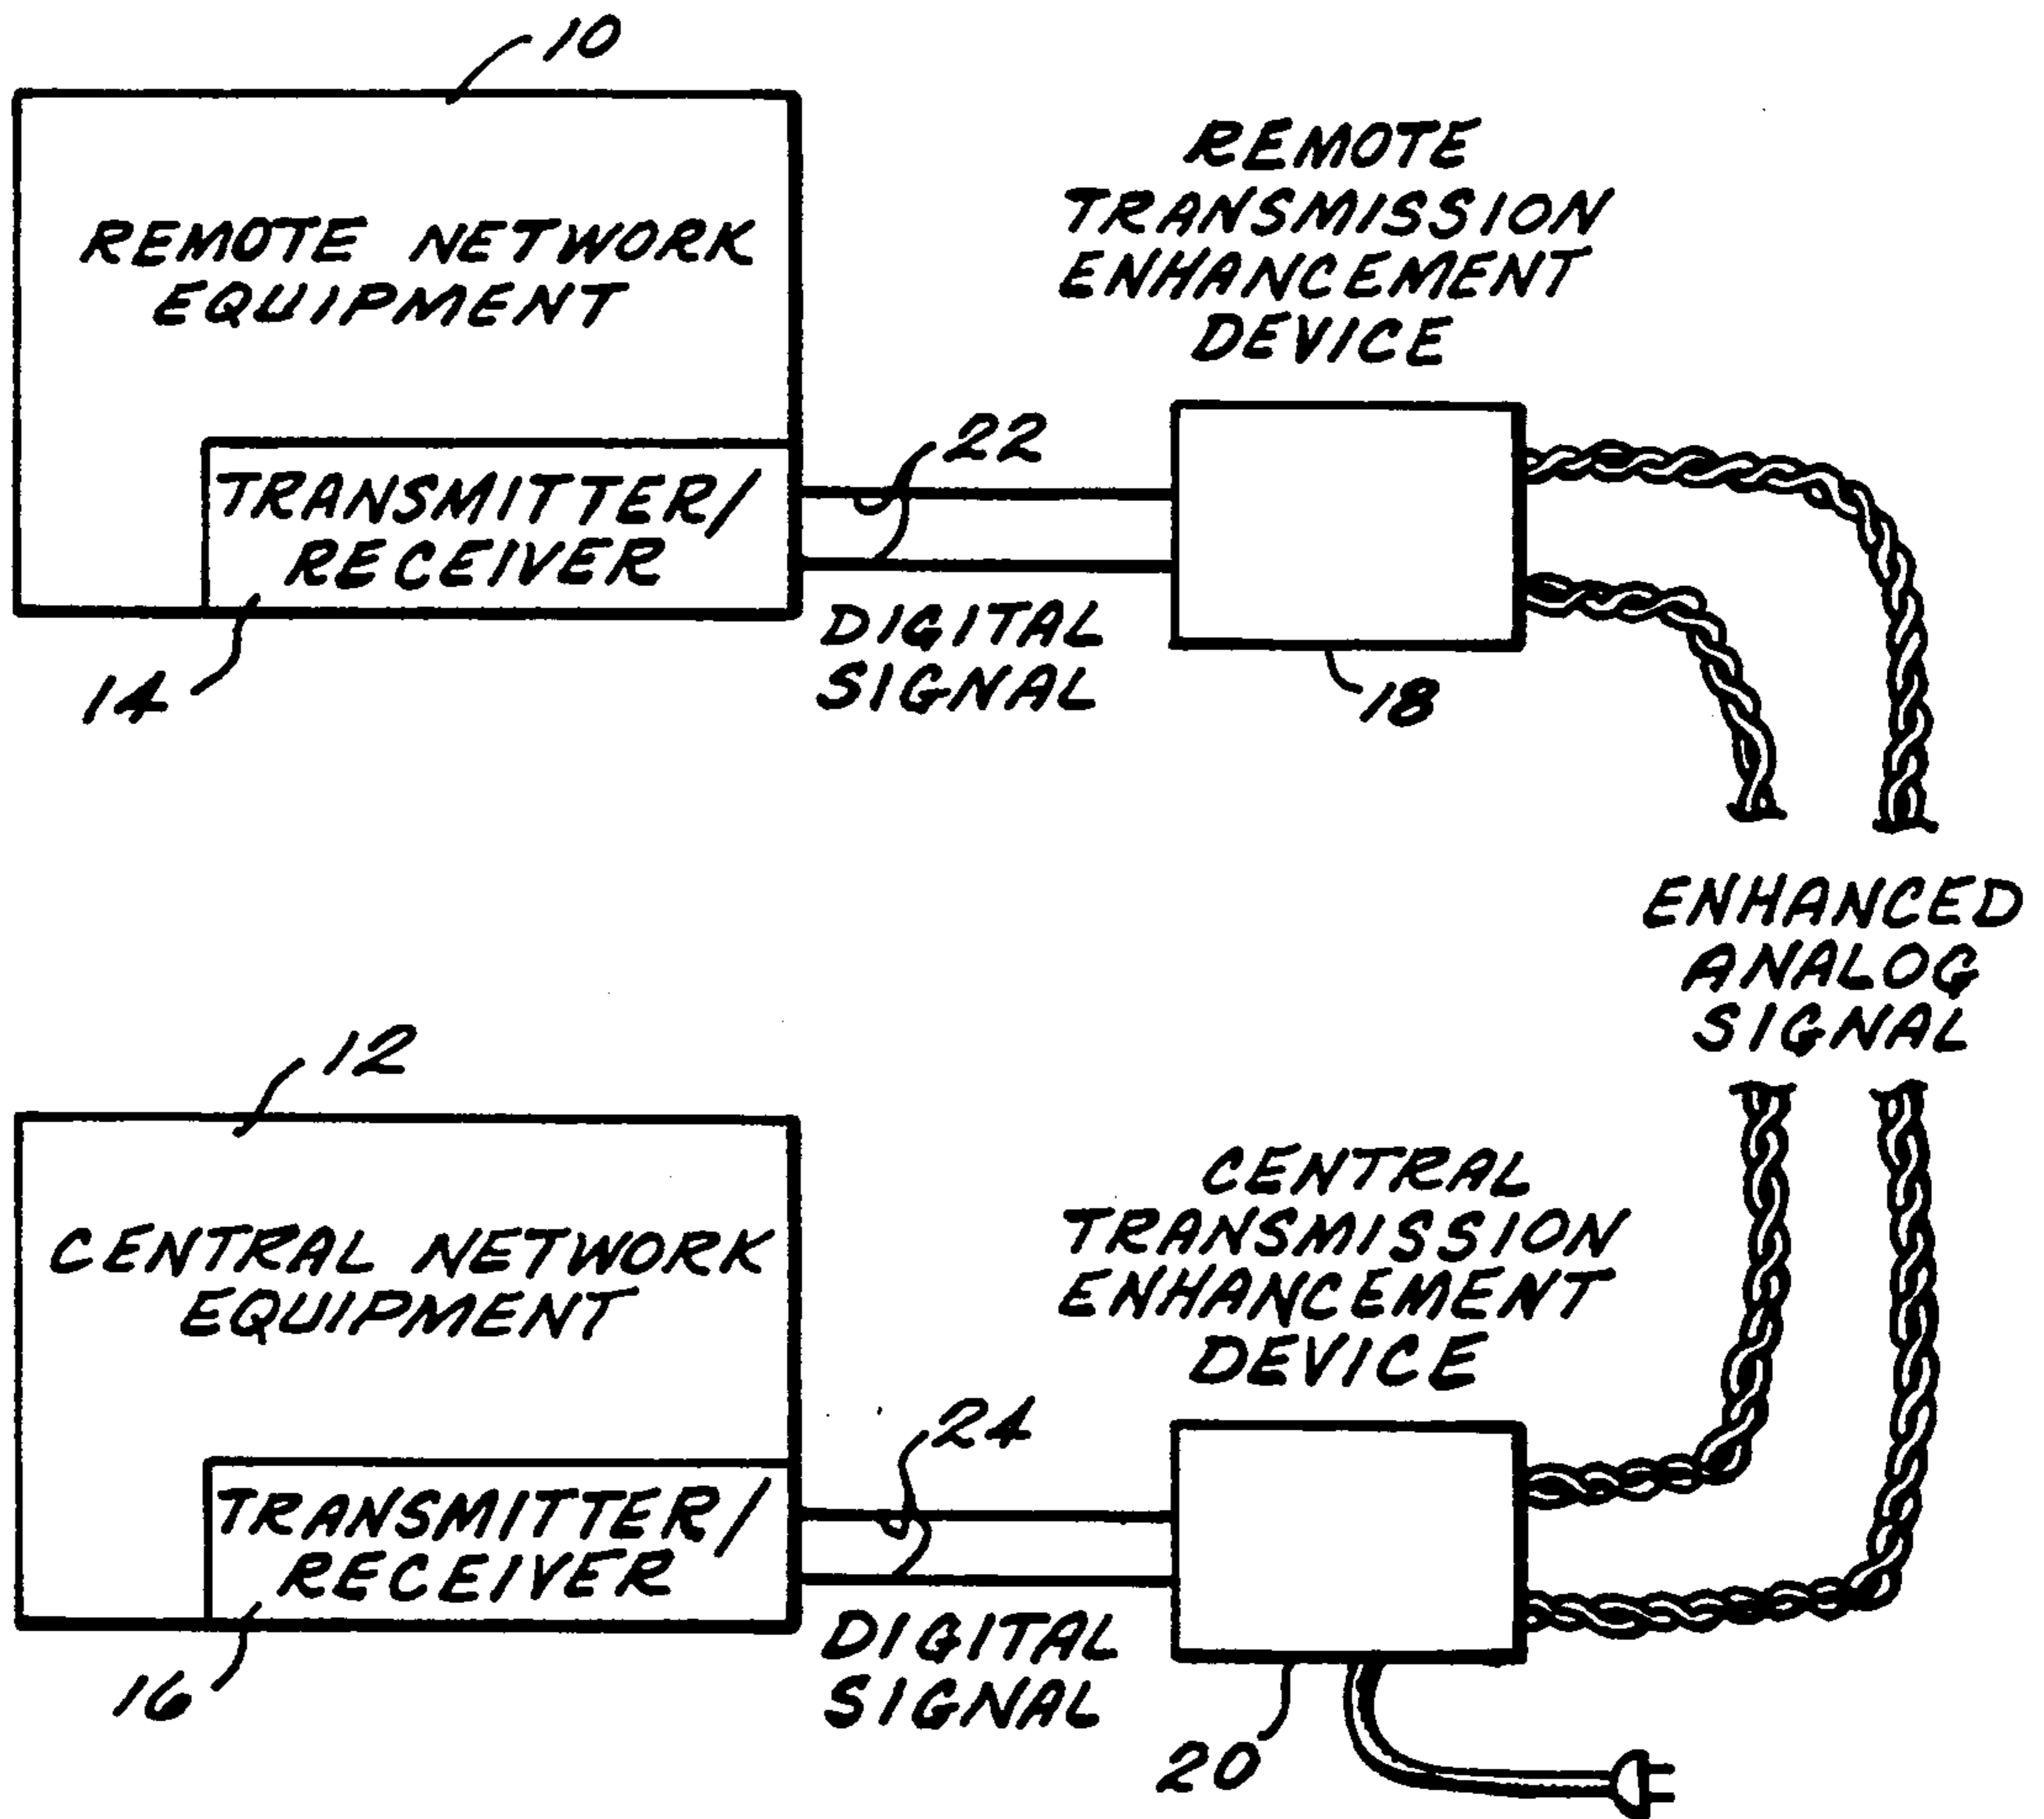 10
REMOTE NETWORK
EQUIPMENT
TRANSMITTER/
RECEIVER
14
22
DIGITAL
SIGNAL
REMOTE
TRANSMISSION
ENHANCEMENT
DEVICE
18
ENHANCED
ANALOG
SIGNAL
12
CENTRAL NETWORK
EQUIPMENT
TRANSMITTER/
RECEIVER
16
24
DIGITAL
SIGNAL
CENTRAL
TRANSMISSION
ENHANCEMENT
DEVICE
20